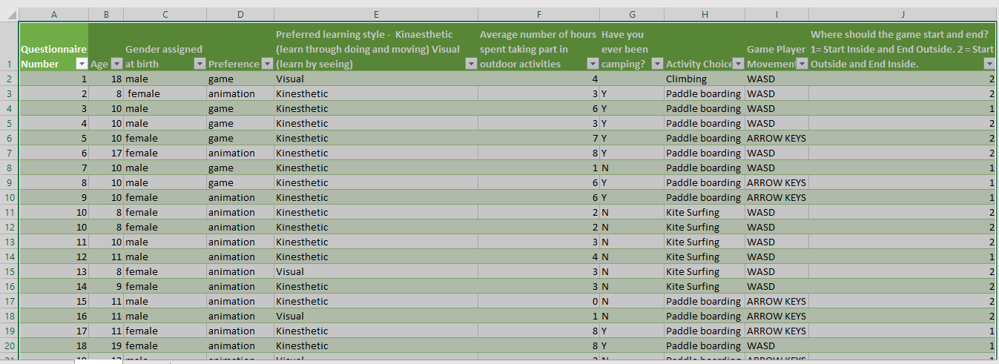 A B C D E F G H I J
Preferred learning style - Kinaesthetic Average number of hours Have you Where should the game start and end?
Questionnaire Gender assigned (learn through doing and moving) Visual spent taking part in ever been Game Player 1= Start Inside and End Outside. 2 = Start
1 Number Age at birth Preference (learn by seeing) outdoor activities camping? Activity Choice Movement Outside and End Inside.
2 1 18 male game Visual 4 Climbing WASD 2
3 2 8 female animation Kinesthetic 3 Y Paddle boarding WASD 2
4 3 10 male game Kinesthetic 6 Y Paddle boarding WASD 1
5 4 10 male game Kinesthetic 3 Y Paddle boarding WASD 2
6 5 10 female game Kinesthetic 7 Y Paddle boarding ARROW KEYS 2
7 6 17 female animation Kinesthetic 8 Y Paddle boarding WASD 2
8 7 10 male game Kinesthetic 1 N Paddle boarding WASD 1
9 8 10 male game Kinesthetic 6 Y Paddle boarding ARROW KEYS 1
10 9 10 female animation Kinesthetic 6 Y Paddle boarding ARROW KEYS 1
11 10 8 female animation Kinesthetic 2 N Kite Surfing WASD 2
12 10 8 female animation Kinesthetic 2 N Kite Surfing WASD 2
13 11 10 male animation Kinesthetic 3 N Kite Surfing WASD 2
14 12 11 male animation Kinesthetic 4 N Kite Surfing WASD 1
15 13 8 female animation Visual 3 N Kite Surfing WASD 2
16 14 9 female animation Kinesthetic 3 N Kite Surfing WASD 2
17 15 11 male animation Kinesthetic 0 N Paddle boarding ARROW KEYS 2
18 16 11 male animation Visual 1 N Paddle boarding ARROW KEYS 2
19 17 11 female animation Kinesthetic 8 Y Paddle boarding ARROW KEYS 1
20 18 19 female animation Kinesthetic 8 Y Paddle boarding WASD 1